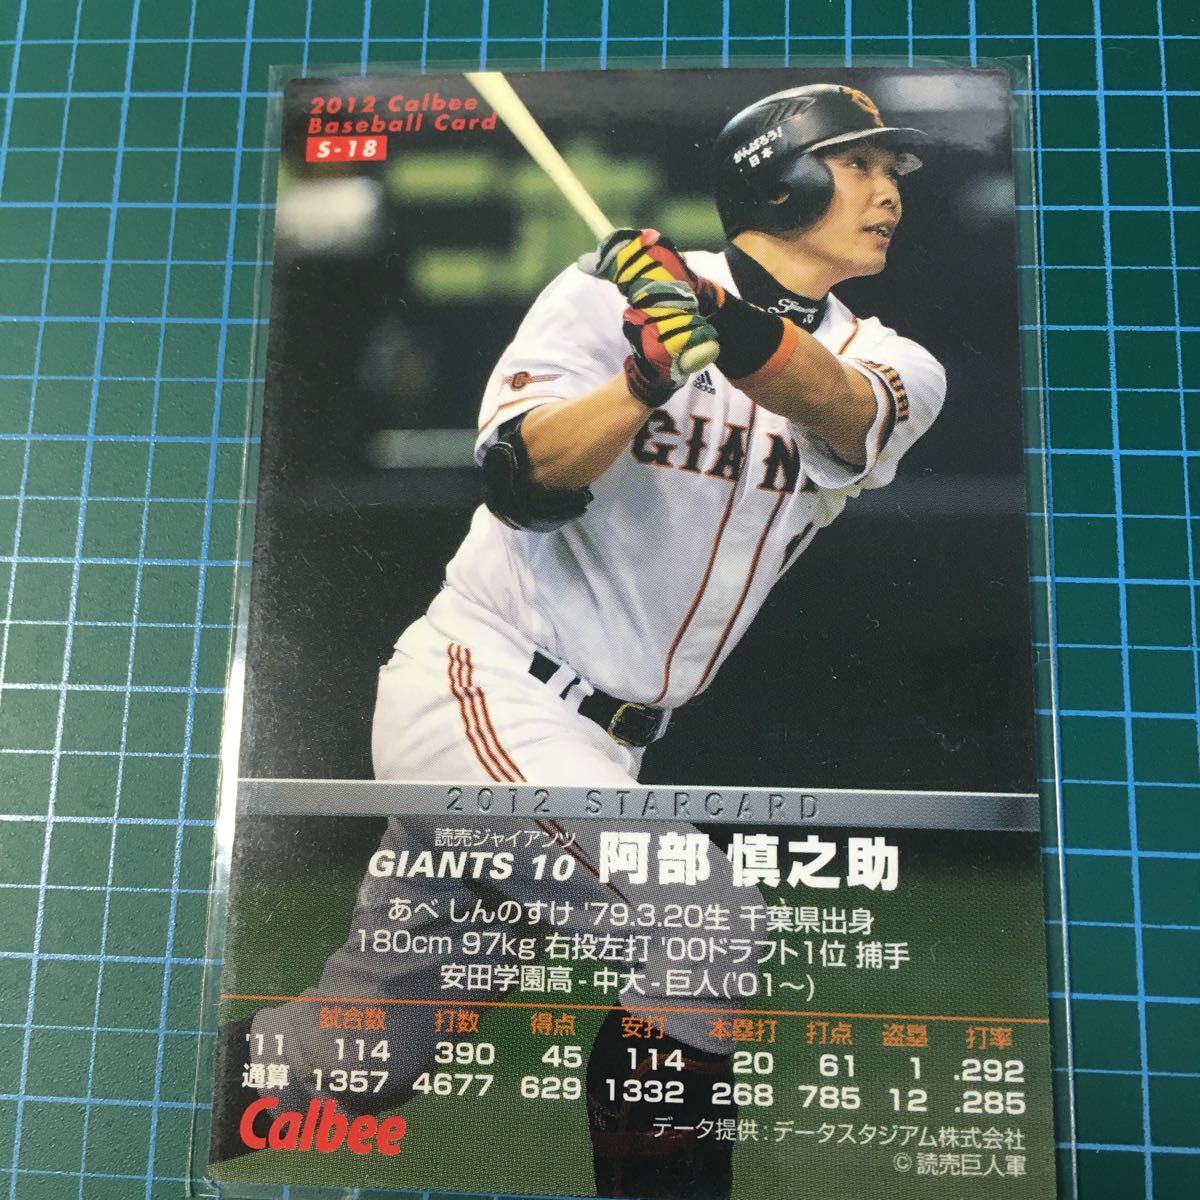 2012 Calbee
Baseball Card
S-18
がんばろう!
日本
adidas
GIAN
2012 STARCARD
読売ジャイアンツ
GIANTS 10 阿部 慎之助
あべ しんのすけ '79.3.20生 千葉県出身
180cm 97kg 右投左打 '00ドラフト1位 捕手
安田学園高 - 中大 - 巨人('01〜)
試合数 打数 得点 安打 本塁打 打点 盗塁 打率
'11 114 390 45 114 20 61 1 .292
通算 1357 4677 629 1332 268 785 12 .285
Calbee
データ提供:データスタジアム株式会社
©読売巨人軍